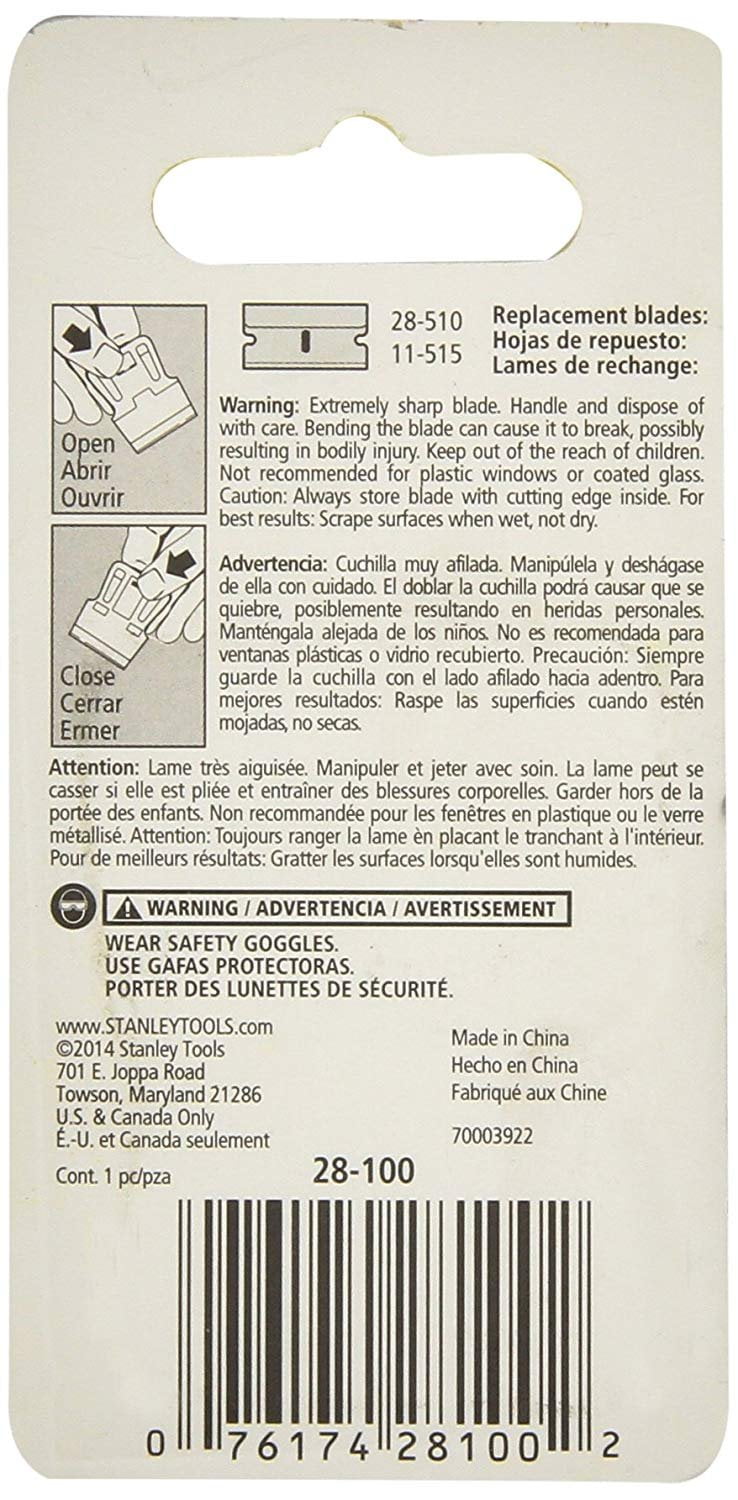 28-510
11-515
Replacement blades:
Hojas de repuesto:
Lames de rechange:
Open
Abrir
Ouvrir
Warning: Extremely sharp blade. Handle and dispose of
with care. Bending the blade can cause it to break, possibly
resulting in bodily injury. Keep out of the reach of children.
Not recommended for plastic windows or coated glass.
Caution: Always store blade with cutting edge inside. For
best results: Scrape surfaces when wet, not dry.
Close
Cerrar
Ermer
Advertencia: Cuchilla muy afilada. Manipúlela y deshágase
de ella con cuidado. El doblar la cuchilla podrá causar que se
quiebre, posiblemente resultando en heridas personales.
Manténgala alejada de los niños. No es recomendada para
ventanas plásticas o vidrio recubierto. Precaución: Siempre
guarde la cuchilla con el lado afilado hacia adentro. Para
mejores resultados: Raspe las superficies cuando estén
mojadas, no secas.
Attention: Lame très aiguisée. Manipuler et jeter avec soin. La lame peut se
casser si elle est pliée et entraîner des blessures corporelles. Garder hors de la
portée des enfants. Non recommandée pour les fenêtres en plastique ou le verre
métallisé. Attention: Toujours ranger la lame èn placant le tranchant à l'intérieur.
Pour de meilleurs résultats: Gratter les surfaces lorsqu'elles sont humides.
WARNING / ADVERTENCIA / AVERTISSEMENT
WEAR SAFETY GOGGLES.
USE GAFAS PROTECTORAS.
PORTER DES LUNETTES DE SÉCURITÉ.
www.STANLEYTOOLS.com
©2014 Stanley Tools
701 E. Joppa Road
Towson, Maryland 21286
U.S. & Canada Only
É.-U. et Canada seulement
Made in China
Hecho en China
Fabriqué aux Chine
70003922
Cont. 1 pc/pza
28-100
0 76174 28100 2